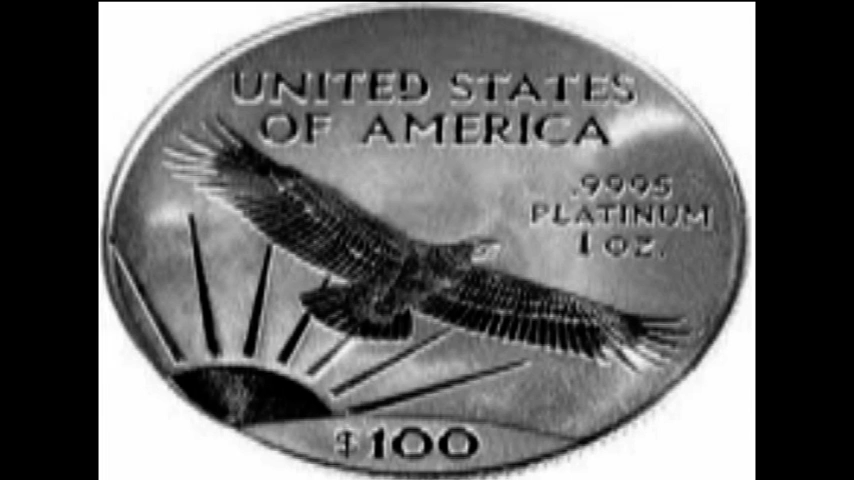 UNITED STATES
OF AMERICA
.9995
PLATINUM
1 OZ.
$100